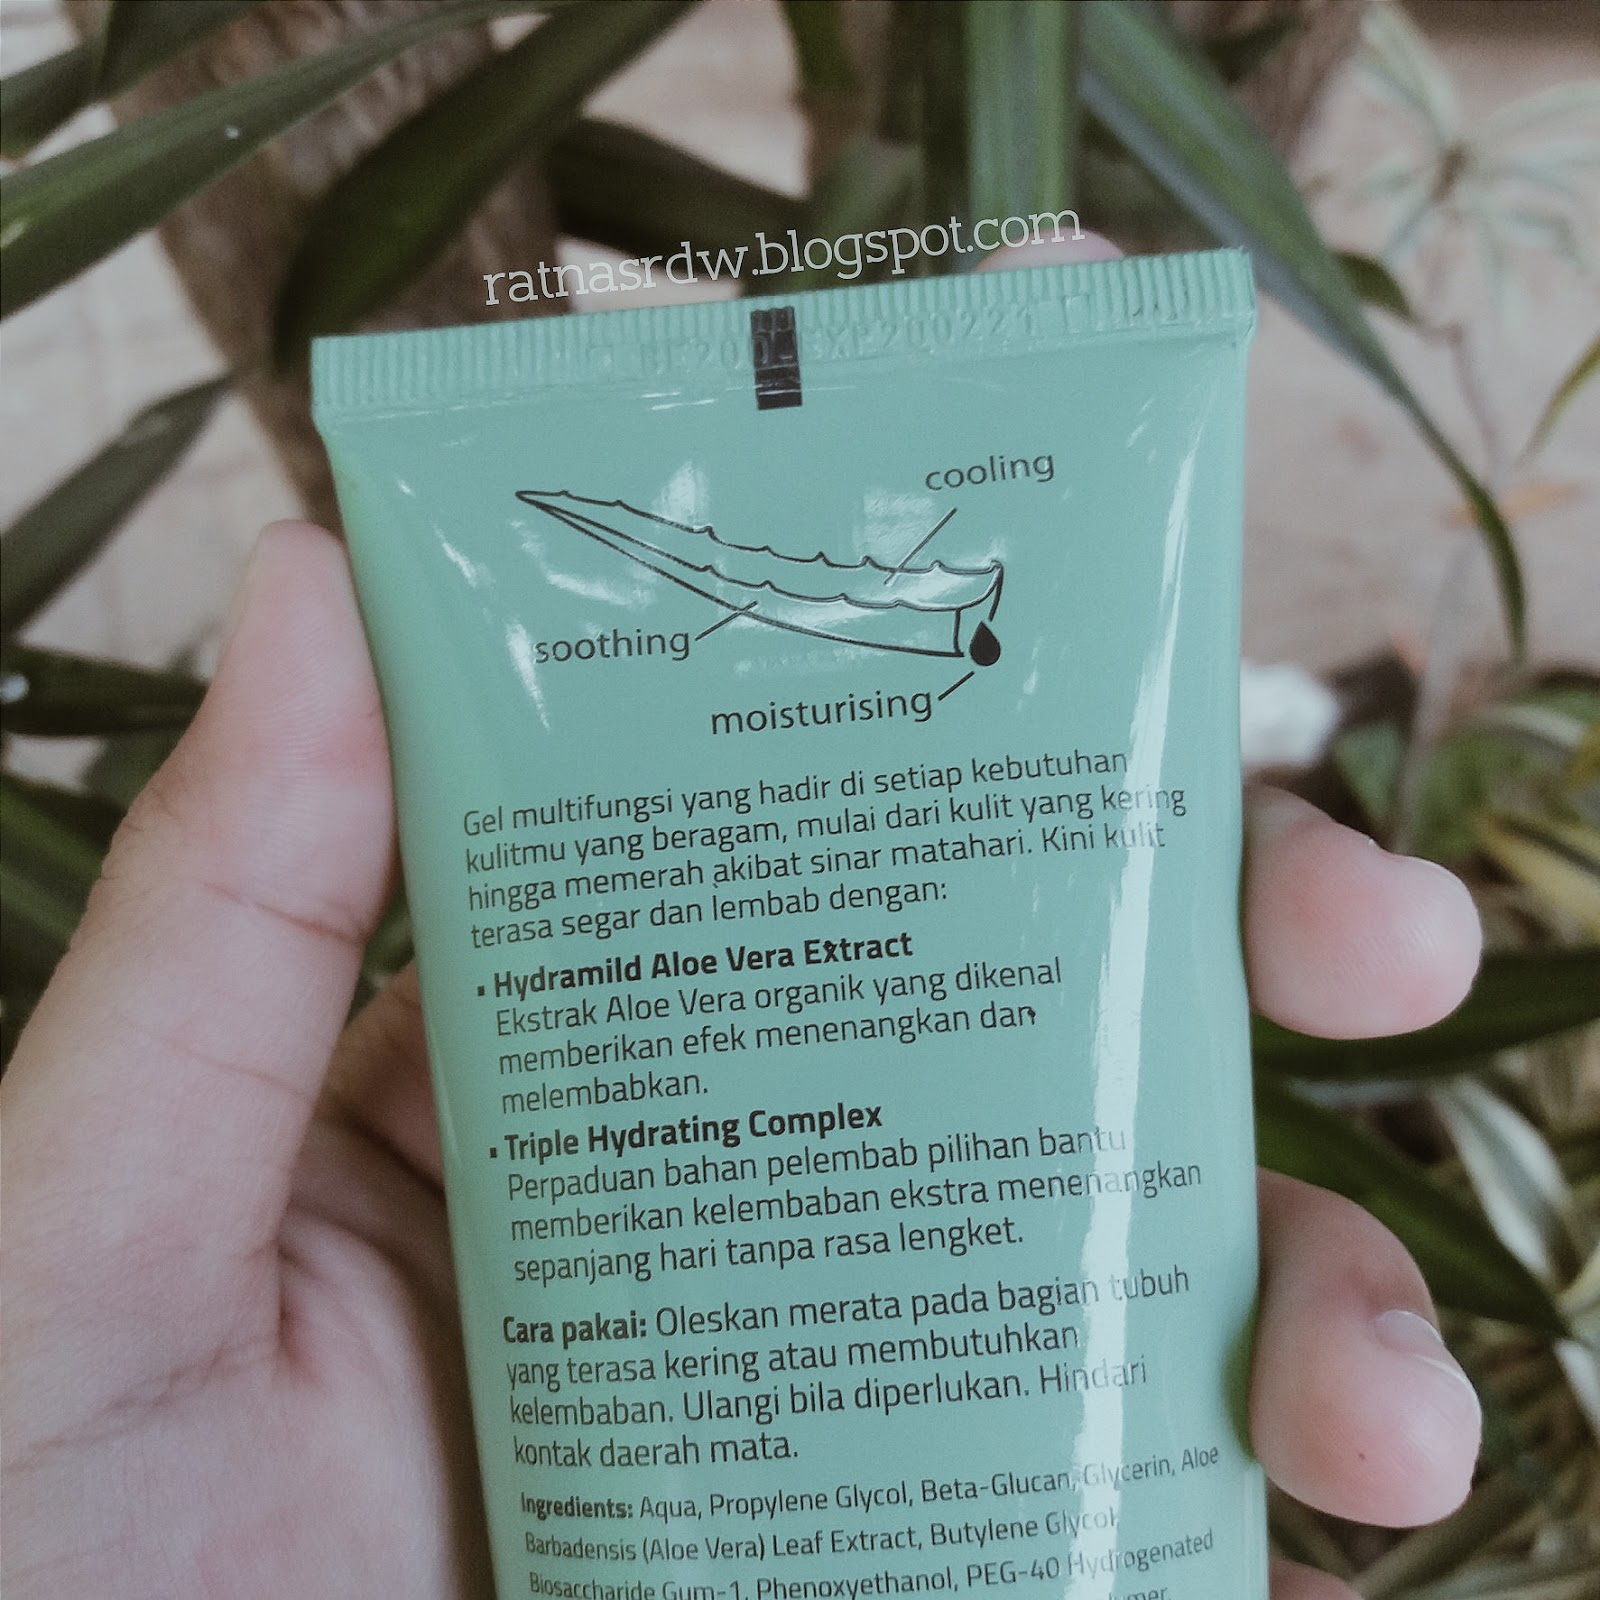 ratnasrdw.blogspot.com
EXP200221
cooling
soothing
moisturising
Gel multifungsi yang hadir di setiap kebutuhan
kulitmu yang beragam, mulai dari kulit yang kering
hingga memerah akibat sinar matahari. Kini kulit
terasa segar dan lembab dengan:
▪ Hydramild Aloe Vera Extract
Ekstrak Aloe Vera organik yang dikenal
memberikan efek menenangkan dan
melembabkan.
▪ Triple Hydrating Complex
Perpaduan bahan pelembab pilihan bantu
memberikan kelembaban ekstra menenangkan
sepanjang hari tanpa rasa lengket.
Cara pakai: Oleskan merata pada bagian tubuh
yang terasa kering atau membutuhkan
kelembaban. Ulangi bila diperlukan. Hindari
kontak daerah mata.
Ingredients: Aqua, Propylene Glycol, Beta-Glucan, Glycerin, Aloe
Barbadensis (Aloe Vera) Leaf Extract, Butylene Glycol,
Biosaccharide Gum-1, Phenoxyethanol, PEG-40 Hydrogenated